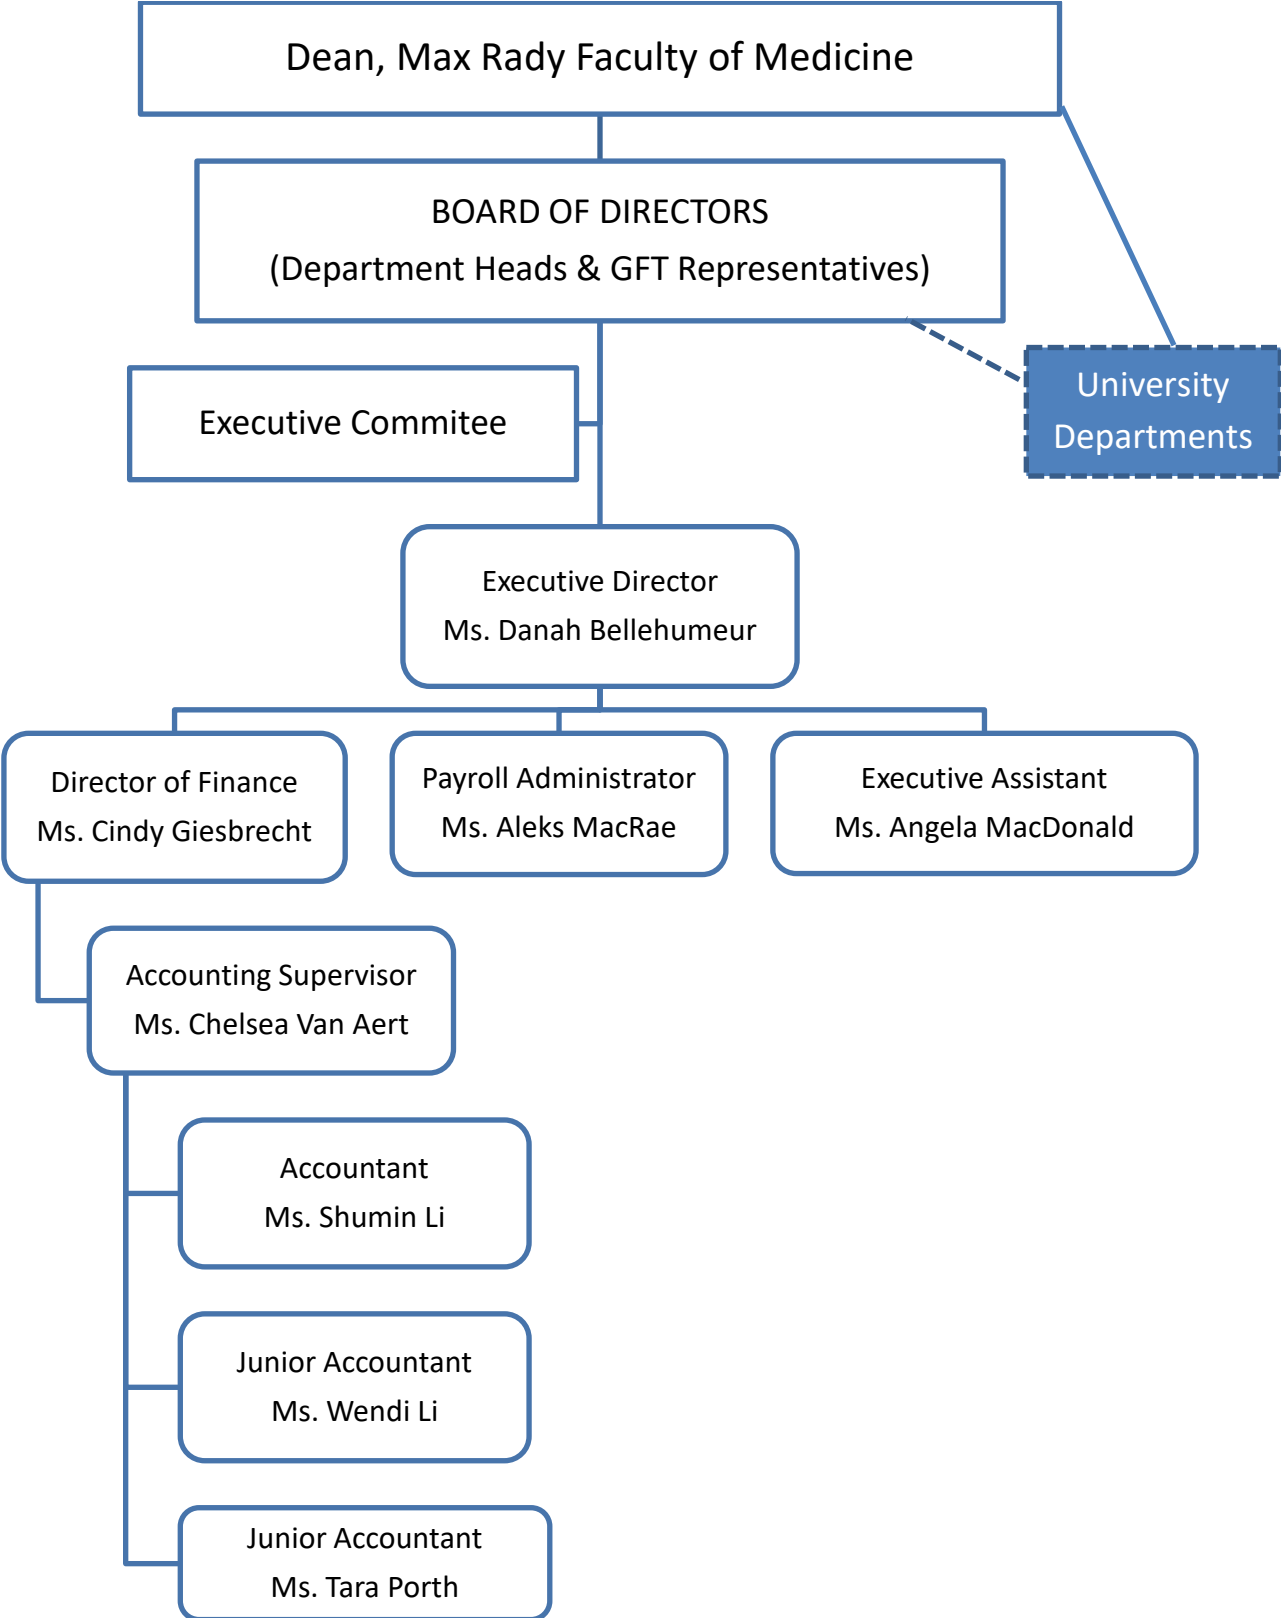 Dean, Max Rady Faculty of Medicine
BOARD OF DIRECTORS
(Department Heads & GFT Representatives)
University
Departments
Executive Commitee
Executive Director
Ms. Danah Bellehumeur
Director of Finance
Ms. Cindy Giesbrecht
Payroll Administrator
Ms. Aleks MacRae
Executive Assistant
Ms. Angela MacDonald
Accounting Supervisor
Ms. Chelsea Van Aert
Accountant
Ms. Shumin Li
Junior Accountant
Ms. Wendi Li
Junior Accountant
Ms. Tara Porth